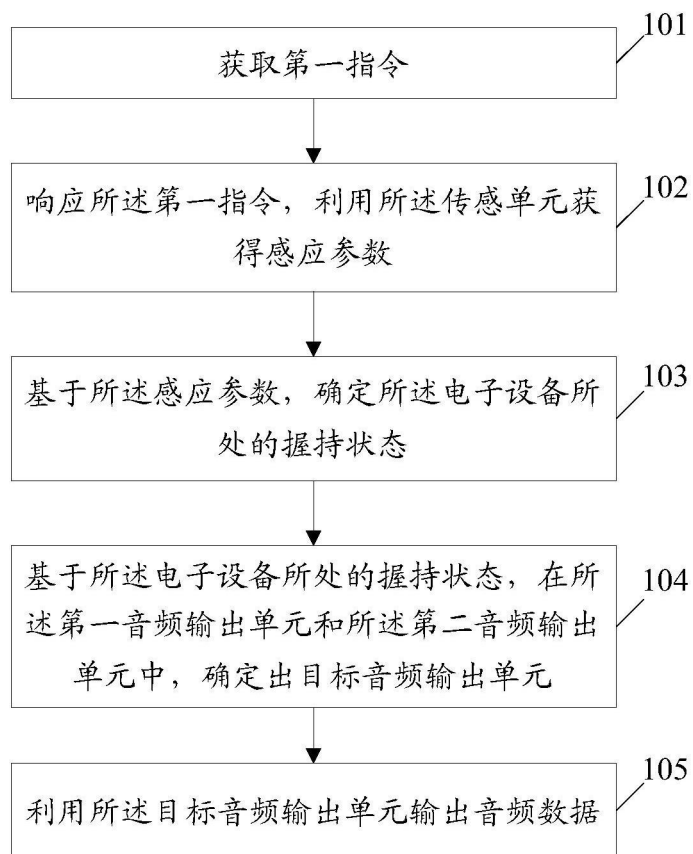 101
获取第一指令
102
响应所述第一指令，利用所述传感单元获
得感应参数
103
基于所述感应参数，确定所述电子设备所
处的握持状态
104
基于所述电子设备所处的握持状态，在所
述第一音频输出单元和所述第二音频输出
单元中，确定出目标音频输出单元
105
利用所述目标音频输出单元输出音频数据